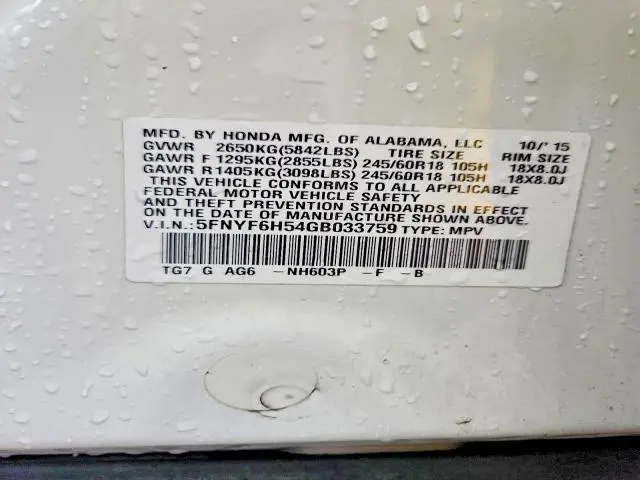 MFD. BY HONDA MFG. OF ALABAMA, LLC 10/'15
GVWR 2650KG(5842LBS) TIRE SIZE RIM SIZE
GAWR F 1295KG(2855LBS) 245/60R18 105H 18X8.0J
GAWR R 1405KG(3098LBS) 245/60R18 105H 18X8.0J
THIS VEHICLE CONFORMS TO ALL APPLICABLE
FEDERAL MOTOR VEHICLE SAFETY
AND THEFT PREVENTION STANDARDS IN EFFECT
ON THE DATE OF MANUFACTURE SHOWN ABOVE.
V.I.N.: 5FNYF6H54GB033759 TYPE: MPV
TG7 G AG6 -NH603P -F -B